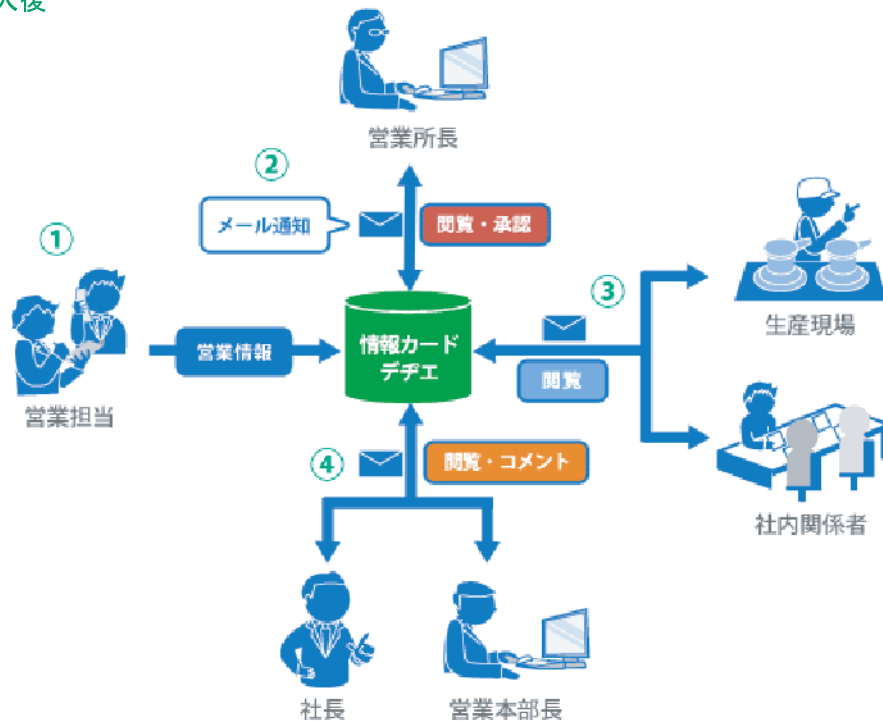 入後
営業所長
②
メール通知
閲覧・承認
①
③
生産現場
営業情報
情報カード
デヂエ
閲覧
営業担当
④
閲覧・コメント
社内関係者
社長
営業本部長